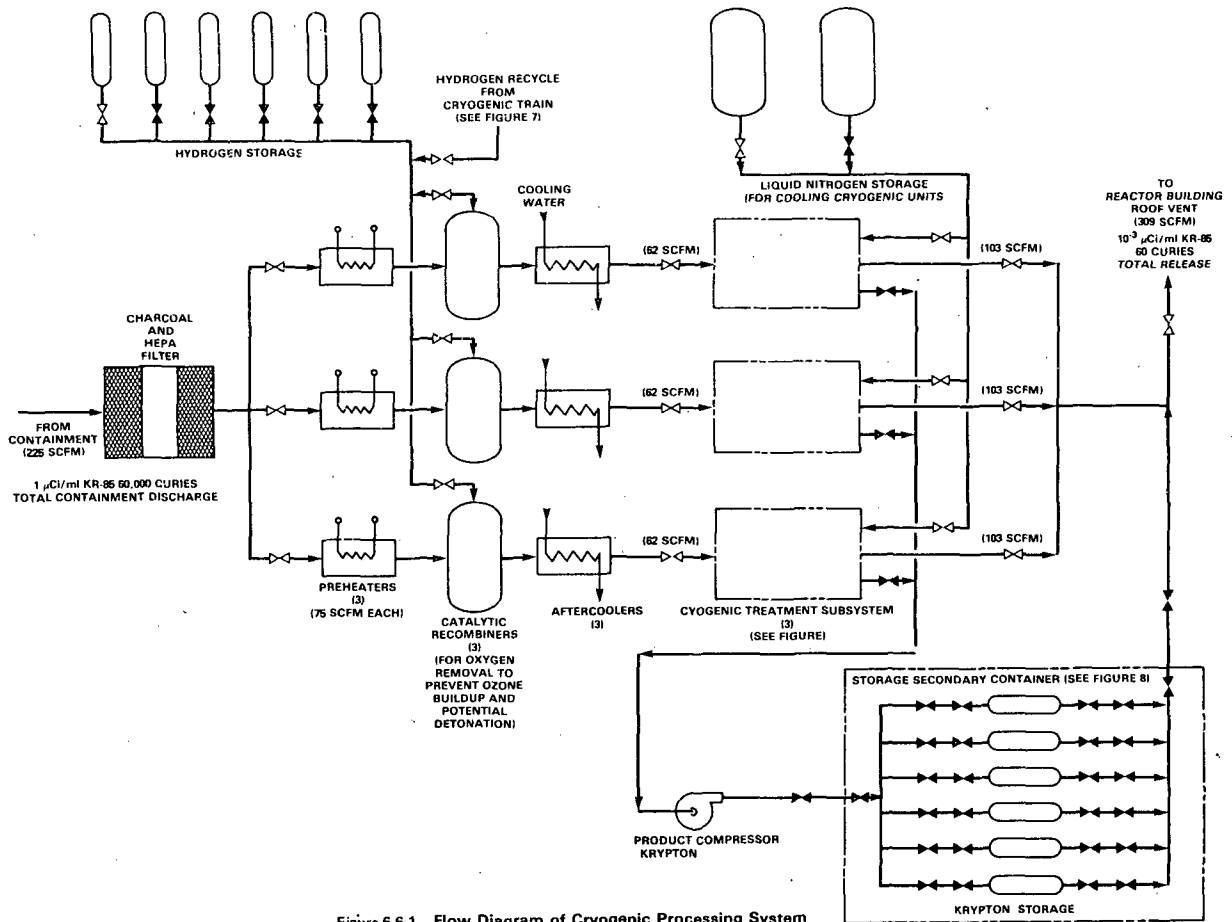 HYDROGEN RECYCLE
FROM
CRYOGENIC TRAIN
(SEE FIGURE 7)
HYDROGEN STORAGE
LIQUID NITROGEN STORAGE
(FOR COOLING CRYOGENIC UNITS
COOLING
WATER
TO
REACTOR BUILDING
ROOF VENT
(309 SCFM)
10⁻³ μCi/ml KR-85
60 CURIES
TOTAL RELEASE
(62 SCFM)
(103 SCFM)
CHARCOAL
AND
HEPA
FILTER
(62 SCFM)
(103 SCFM)
FROM
CONTAINMENT
(225 SCFM)
1 μCi/ml KR-85 60,000 CURIES
TOTAL CONTAINMENT DISCHARGE
(62 SCFM)
(103 SCFM)
PREHEATERS
(3)
(75 SCFM EACH)
CATALYTIC
RECOMBINERS
(3)
(FOR OXYGEN
REMOVAL TO
PREVENT OZONE
BUILDUP AND
POTENTIAL
DETONATION)
AFTERCOOLERS
(3)
CYOGENIC TREATMENT SUBSYSTEM
(3)
(SEE FIGURE)
STORAGE SECONDARY CONTAINER (SEE FIGURE 8)
PRODUCT COMPRESSOR
KRYPTON
KRYPTON STORAGE
Figure 6.6-1 Flow Diagram of Cryogenic Processing System